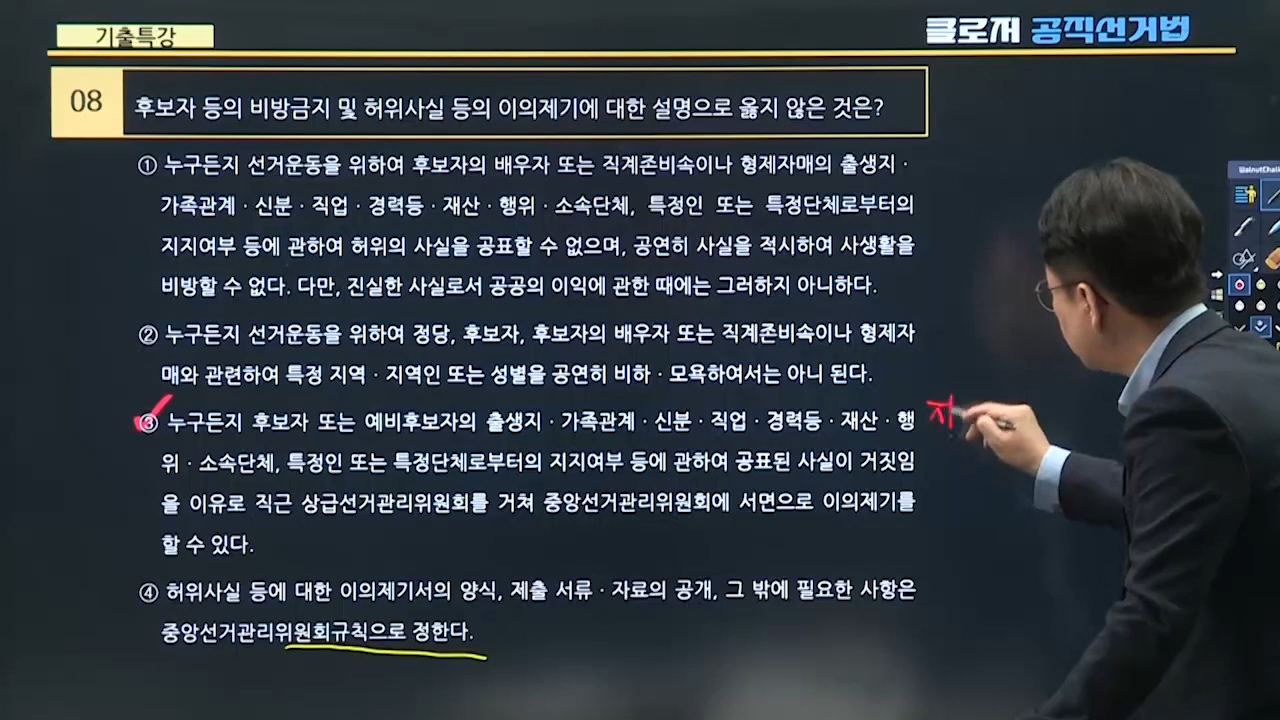 기출특강
클로저 공직선거법
08 후보자 등의 비방금지 및 허위사실 등의 이의제기에 대한 설명으로 옳지 않은 것은?
① 누구든지 선거운동을 위하여 후보자의 배우자 또는 직계존비속이나 형제자매의 출생지 ·
가족관계 · 신분 · 직업 · 경력등 · 재산 · 행위 · 소속단체, 특정인 또는 특정단체로부터의
지지여부 등에 관하여 허위의 사실을 공표할 수 없으며, 공연히 사실을 적시하여 사생활을
비방할 수 없다. 다만, 진실한 사실로서 공공의 이익에 관한 때에는 그러하지 아니하다.
② 누구든지 선거운동을 위하여 정당, 후보자, 후보자의 배우자 또는 직계존비속이나 형제자
매와 관련하여 특정 지역 · 지역인 또는 성별을 공연히 비하 · 모욕하여서는 아니 된다.
③ 누구든지 후보자 또는 예비후보자의 출생지 · 가족관계 · 신분 · 직업 · 경력등 · 재산 · 행
위 · 소속단체, 특정인 또는 특정단체로부터의 지지여부 등에 관하여 공표된 사실이 거짓임
을 이유로 직근 상급선거관리위원회를 거쳐 중앙선거관리위원회에 서면으로 이의제기를
할 수 있다.
④ 허위사실 등에 대한 이의제기서의 양식, 제출 서류 · 자료의 공개, 그 밖에 필요한 사항은
중앙선거관리위원회규칙으로 정한다.